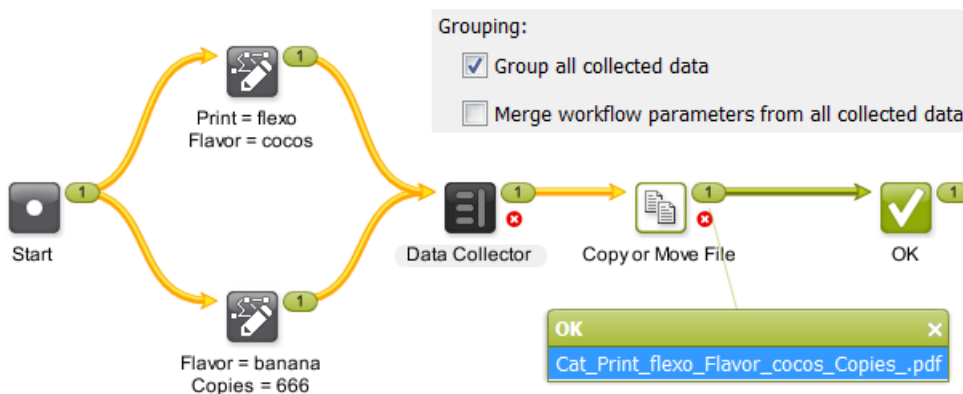 Grouping:
Group all collected data
Merge workflow parameters from all collected data
1
Print = flexo
Flavor = cocos
1
Start
1
Data Collector
1
Copy or Move File
1
OK
1
Flavor = banana
Copies = 666
OK
Cat_Print_flexo_Flavor_cocos_Copies_.pdf